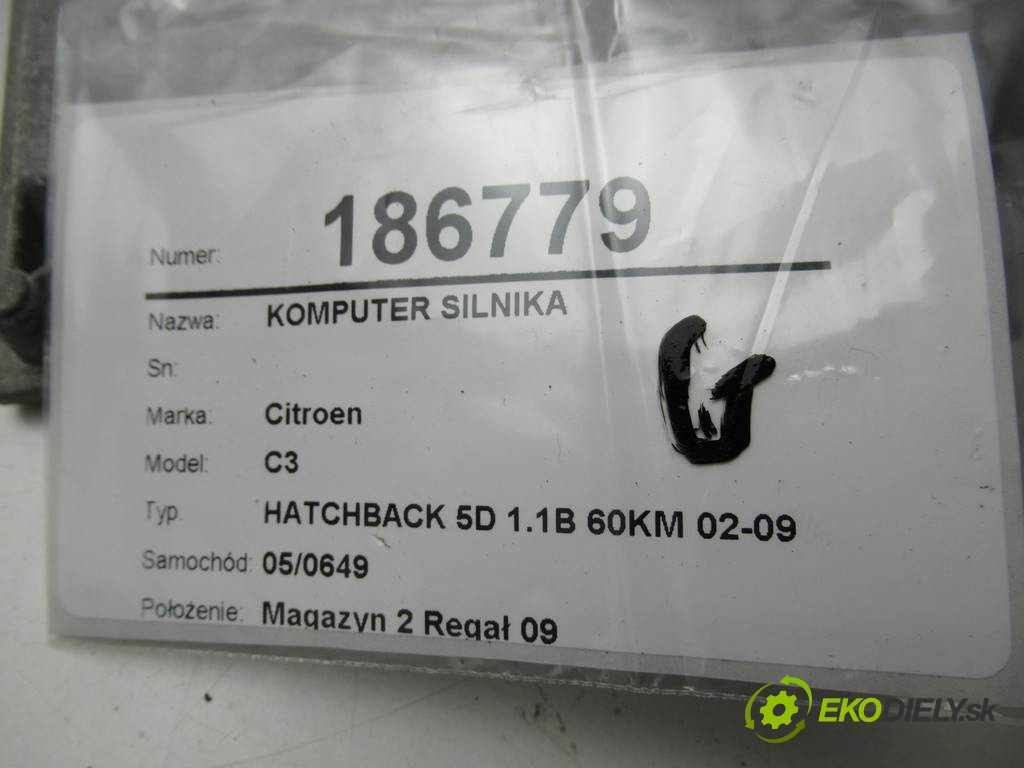 Numer: 186779
Nazwa: KOMPUTER SILNIKA
Sn:
Marka: Citroen
Model: C3
Typ: HATCHBACK 5D 1.1B 60KM 02-09
Samochód: 05/0649
Położenie: Magazyn 2 Regał 09
G
EKODIELY.sk